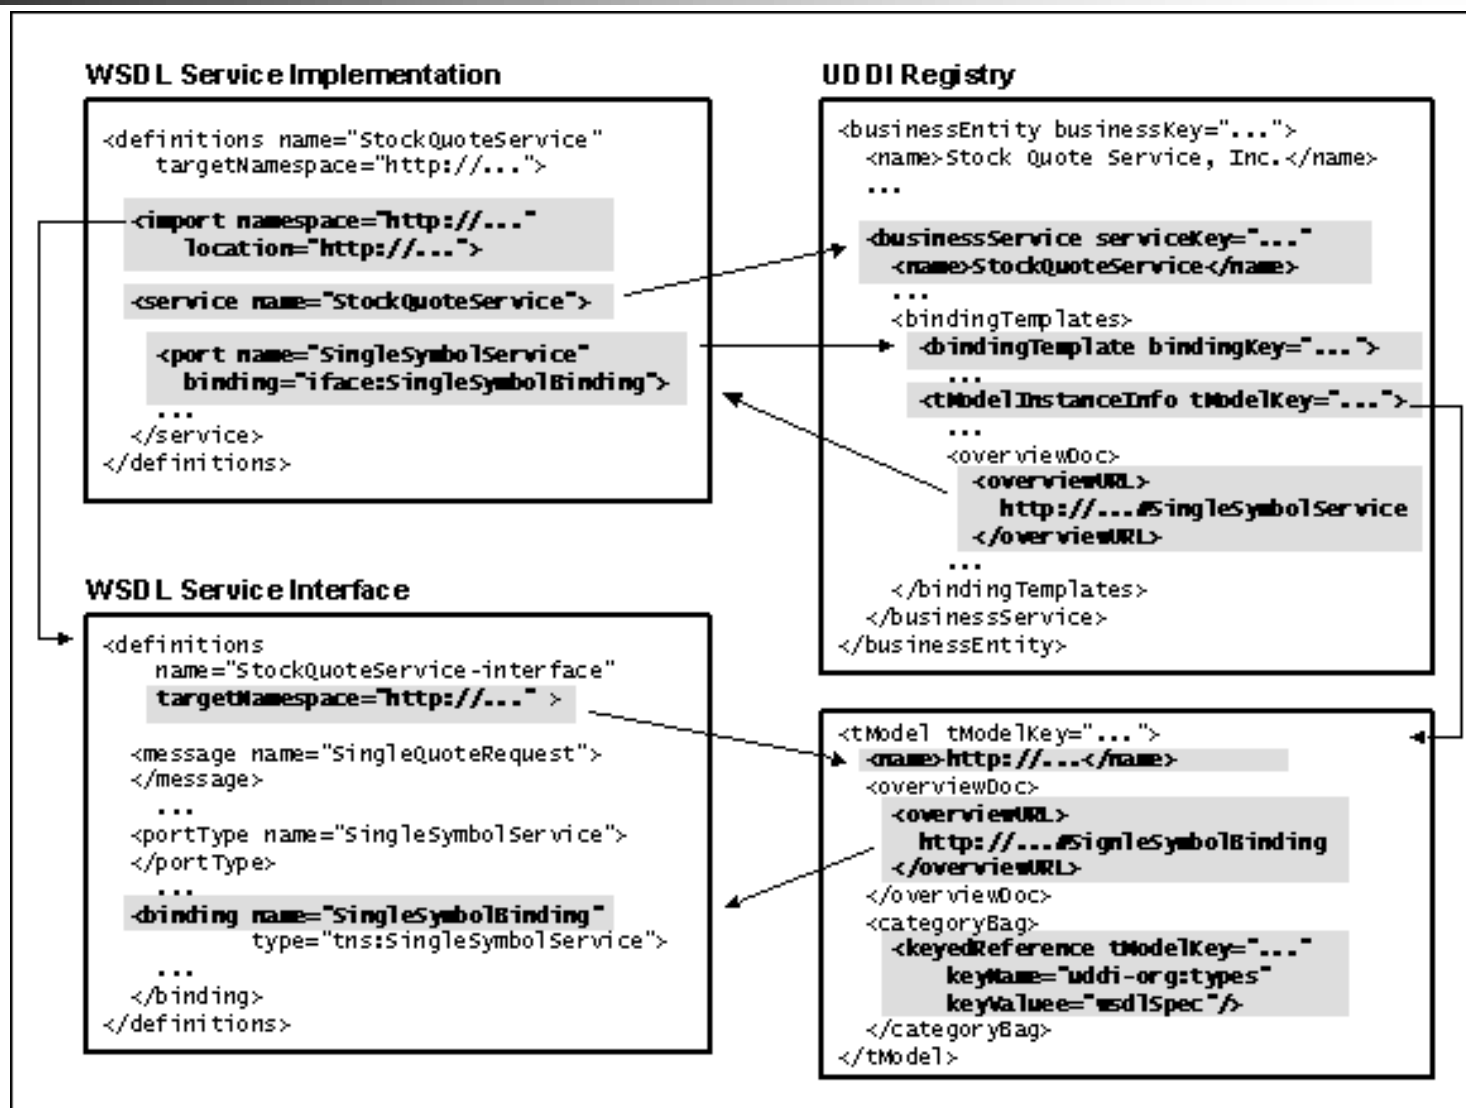 WSDL Service Implementation
<definitions name="StockQuoteService"
targetNamespace="http://...">
<import namespace="http://..."
location="http://...">
<service name="StockQuoteService">
<port name="SingleSymbolService"
binding="iface:SingleSymbolBinding">
...
</service>
</definitions>
WSDL Service Interface
<definitions
name="StockQuoteService-interface"
targetNamespace="http://..." >
<message name="SingleQuoteRequest">
</message>
...
<portType name="SingleSymbolService">
</portType>
...
<binding name="SingleSymbolBinding"
type="tns:SingleSymbolService">
...
</binding>
</definitions>
UDDI Registry
<businessEntity businessKey="...">
<name>Stock Quote Service, Inc.</name>
...
<businessService serviceKey="..."
<name>StockQuoteService</name>
...
<bindingTemplates>
<bindingTemplate bindingKey="...">
...
<tModelInstanceInfo tModelKey="...">
...
<overviewDoc>
<overviewURL>
http://...#SingleSymbolService
</overviewURL>
...
</bindingTemplates>
</businessService>
</businessEntity>
<tModel tModelKey="...">
<name>http://...</name>
<overviewDoc>
<overviewURL>
http://...#SignleSymbolBinding
</overviewURL>
</overviewDoc>
<categoryBag>
<keyedReference tModelKey="..."
keyName="uddi-org:types"
keyValuee="wsdlSpec"/>
</categoryBag>
</tModel>